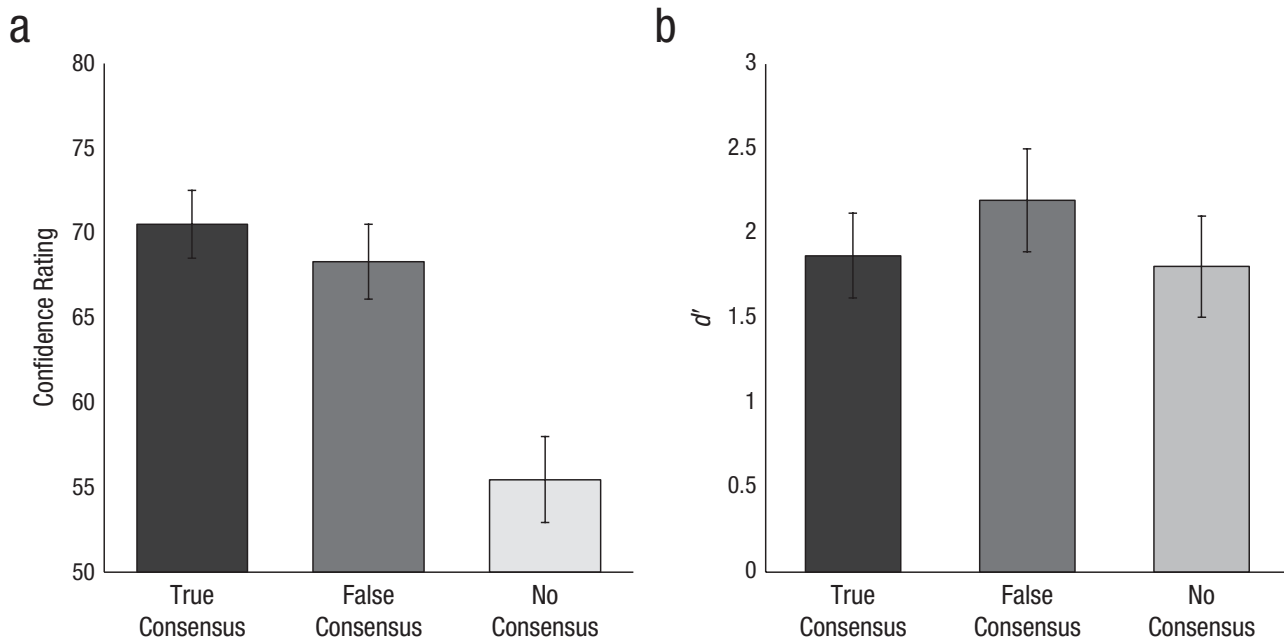 a
Confidence Rating
80
75
70
65
60
55
50
True
Consensus
False
Consensus
No
Consensus
b
d′
3
2.5
2
1.5
1
0.5
0
True
Consensus
False
Consensus
No
Consensus